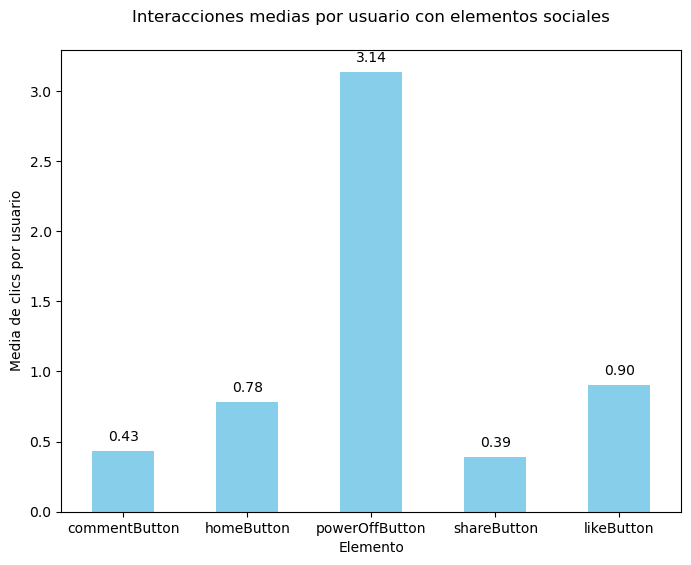 Interacciones medias por usuario con elementos sociales
Media de clics por usuario
3.0
2.5
2.0
1.5
1.0
0.5
0.0
0.43
0.78
3.14
0.39
0.90
commentButton
homeButton
powerOffButton
shareButton
likeButton
Elemento